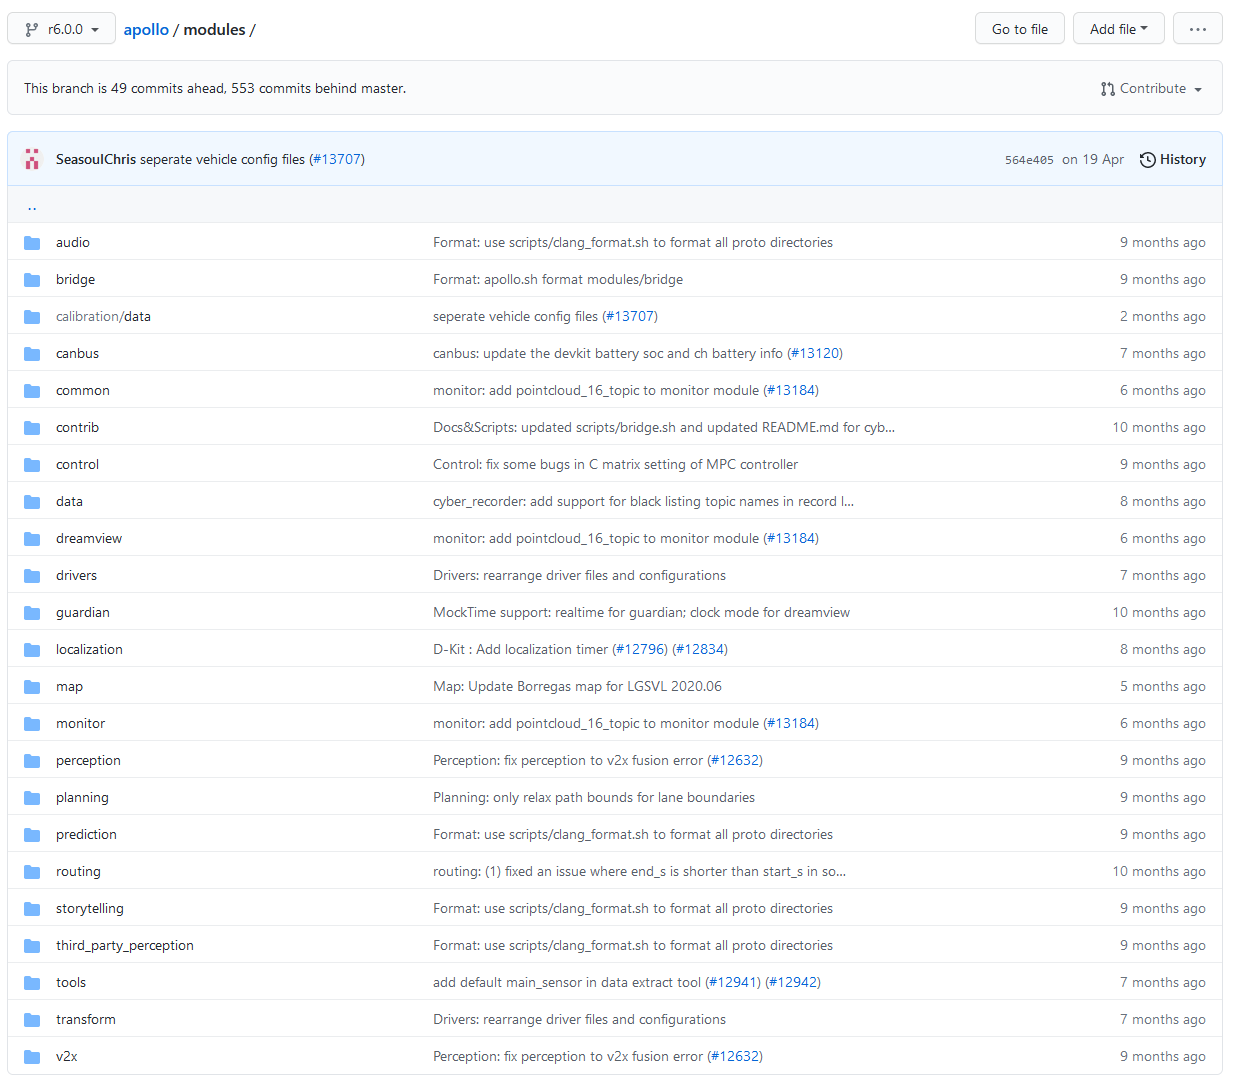 r6.0.0 apollo / modules / Go to file Add file ...
This branch is 49 commits ahead, 553 commits behind master. Contribute
SeasoulChris seperate vehicle config files (#13707) 564e405 on 19 Apr History
..
audio Format: use scripts/clang_format.sh to format all proto directories 9 months ago
bridge Format: apollo.sh format modules/bridge 9 months ago
calibration/data seperate vehicle config files (#13707) 2 months ago
canbus canbus: update the devkit battery soc and ch battery info (#13120) 7 months ago
common monitor: add pointcloud_16_topic to monitor module (#13184) 6 months ago
contrib Docs&Scripts: updated scripts/bridge.sh and updated README.md for cyb... 10 months ago
control Control: fix some bugs in C matrix setting of MPC controller 9 months ago
data cyber_recorder: add support for black listing topic names in record l... 8 months ago
dreamview monitor: add pointcloud_16_topic to monitor module (#13184) 6 months ago
drivers Drivers: rearrange driver files and configurations 7 months ago
guardian MockTime support: realtime for guardian; clock mode for dreamview 10 months ago
localization D-Kit : Add localization timer (#12796) (#12834) 8 months ago
map Map: Update Borregas map for LGSVL 2020.06 5 months ago
monitor monitor: add pointcloud_16_topic to monitor module (#13184) 6 months ago
perception Perception: fix perception to v2x fusion error (#12632) 9 months ago
planning Planning: only relax path bounds for lane boundaries 9 months ago
prediction Format: use scripts/clang_format.sh to format all proto directories 9 months ago
routing routing: (1) fixed an issue where end_s is shorter than start_s in so... 10 months ago
storytelling Format: use scripts/clang_format.sh to format all proto directories 9 months ago
third_party_perception Format: use scripts/clang_format.sh to format all proto directories 9 months ago
tools add default main_sensor in data extract tool (#12941) (#12942) 7 months ago
transform Drivers: rearrange driver files and configurations 7 months ago
v2x Perception: fix perception to v2x fusion error (#12632) 9 months ago